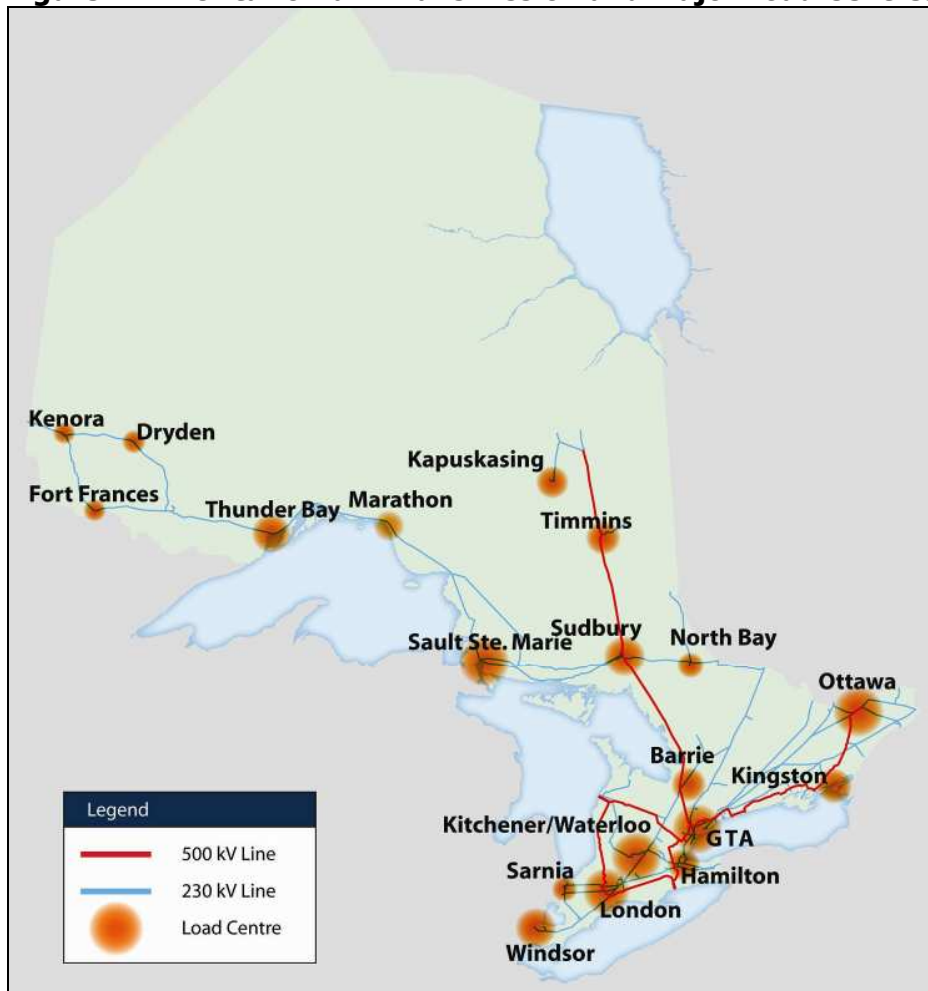 Kenora
Dryden
Kapuskasing
Fort Frances
Thunder Bay
Marathon
Timmins
Sault Ste. Marie
Sudbury
North Bay
Ottawa
Barrie
Kingston
Kitchener/Waterloo
GTA
Sarnia
Hamilton
London
Windsor
Legend
500 kV Line
230 kV Line
Load Centre